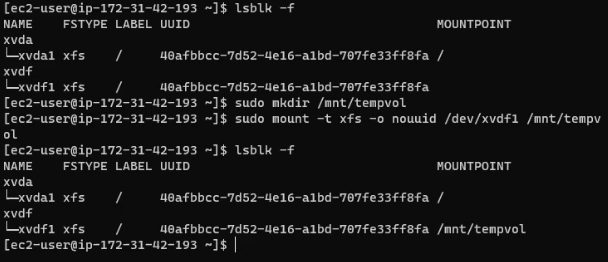 [ec2-user@ip-172-31-42-193 ~]$ lsblk -f
NAME    FSTYPE LABEL UUID                                 MOUNTPOINT
xvda
└─xvda1 xfs    /     40afbbcc-7d52-4e16-a1bd-707fe33ff8fa /
xvdf
└─xvdf1 xfs    /     40afbbcc-7d52-4e16-a1bd-707fe33ff8fa
[ec2-user@ip-172-31-42-193 ~]$ sudo mkdir /mnt/tempvol
[ec2-user@ip-172-31-42-193 ~]$ sudo mount -t xfs -o nouuid /dev/xvdf1 /mnt/tempv
ol
[ec2-user@ip-172-31-42-193 ~]$ lsblk -f
NAME    FSTYPE LABEL UUID                                 MOUNTPOINT
xvda
└─xvda1 xfs    /     40afbbcc-7d52-4e16-a1bd-707fe33ff8fa /
xvdf
└─xvdf1 xfs    /     40afbbcc-7d52-4e16-a1bd-707fe33ff8fa /mnt/tempvol
[ec2-user@ip-172-31-42-193 ~]$